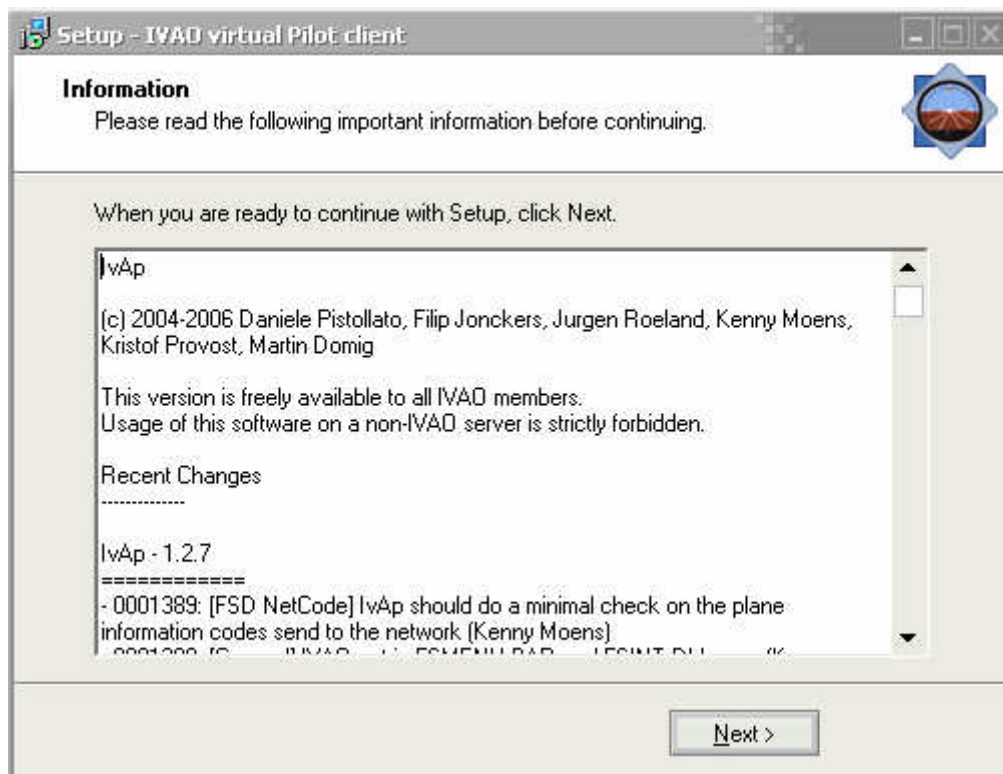 Setup - IVAO virtual Pilot client
Information
Please read the following important information before continuing.
When you are ready to continue with Setup, click Next.
IvAp
(c) 2004-2006 Daniele Pistollato, Filip Jonckers, Jurgen Roeland, Kenny Moens,
Kristof Provost, Martin Domig
This version is freely available to all IVAO members.
Usage of this software on a non-IVAO server is strictly forbidden.
Recent Changes
-------------
IvAp - 1.2.7
============
- 0001389: [FSD NetCode] IvAp should do a minimal check on the plane
information codes send to the network (Kenny Moens)
Next >